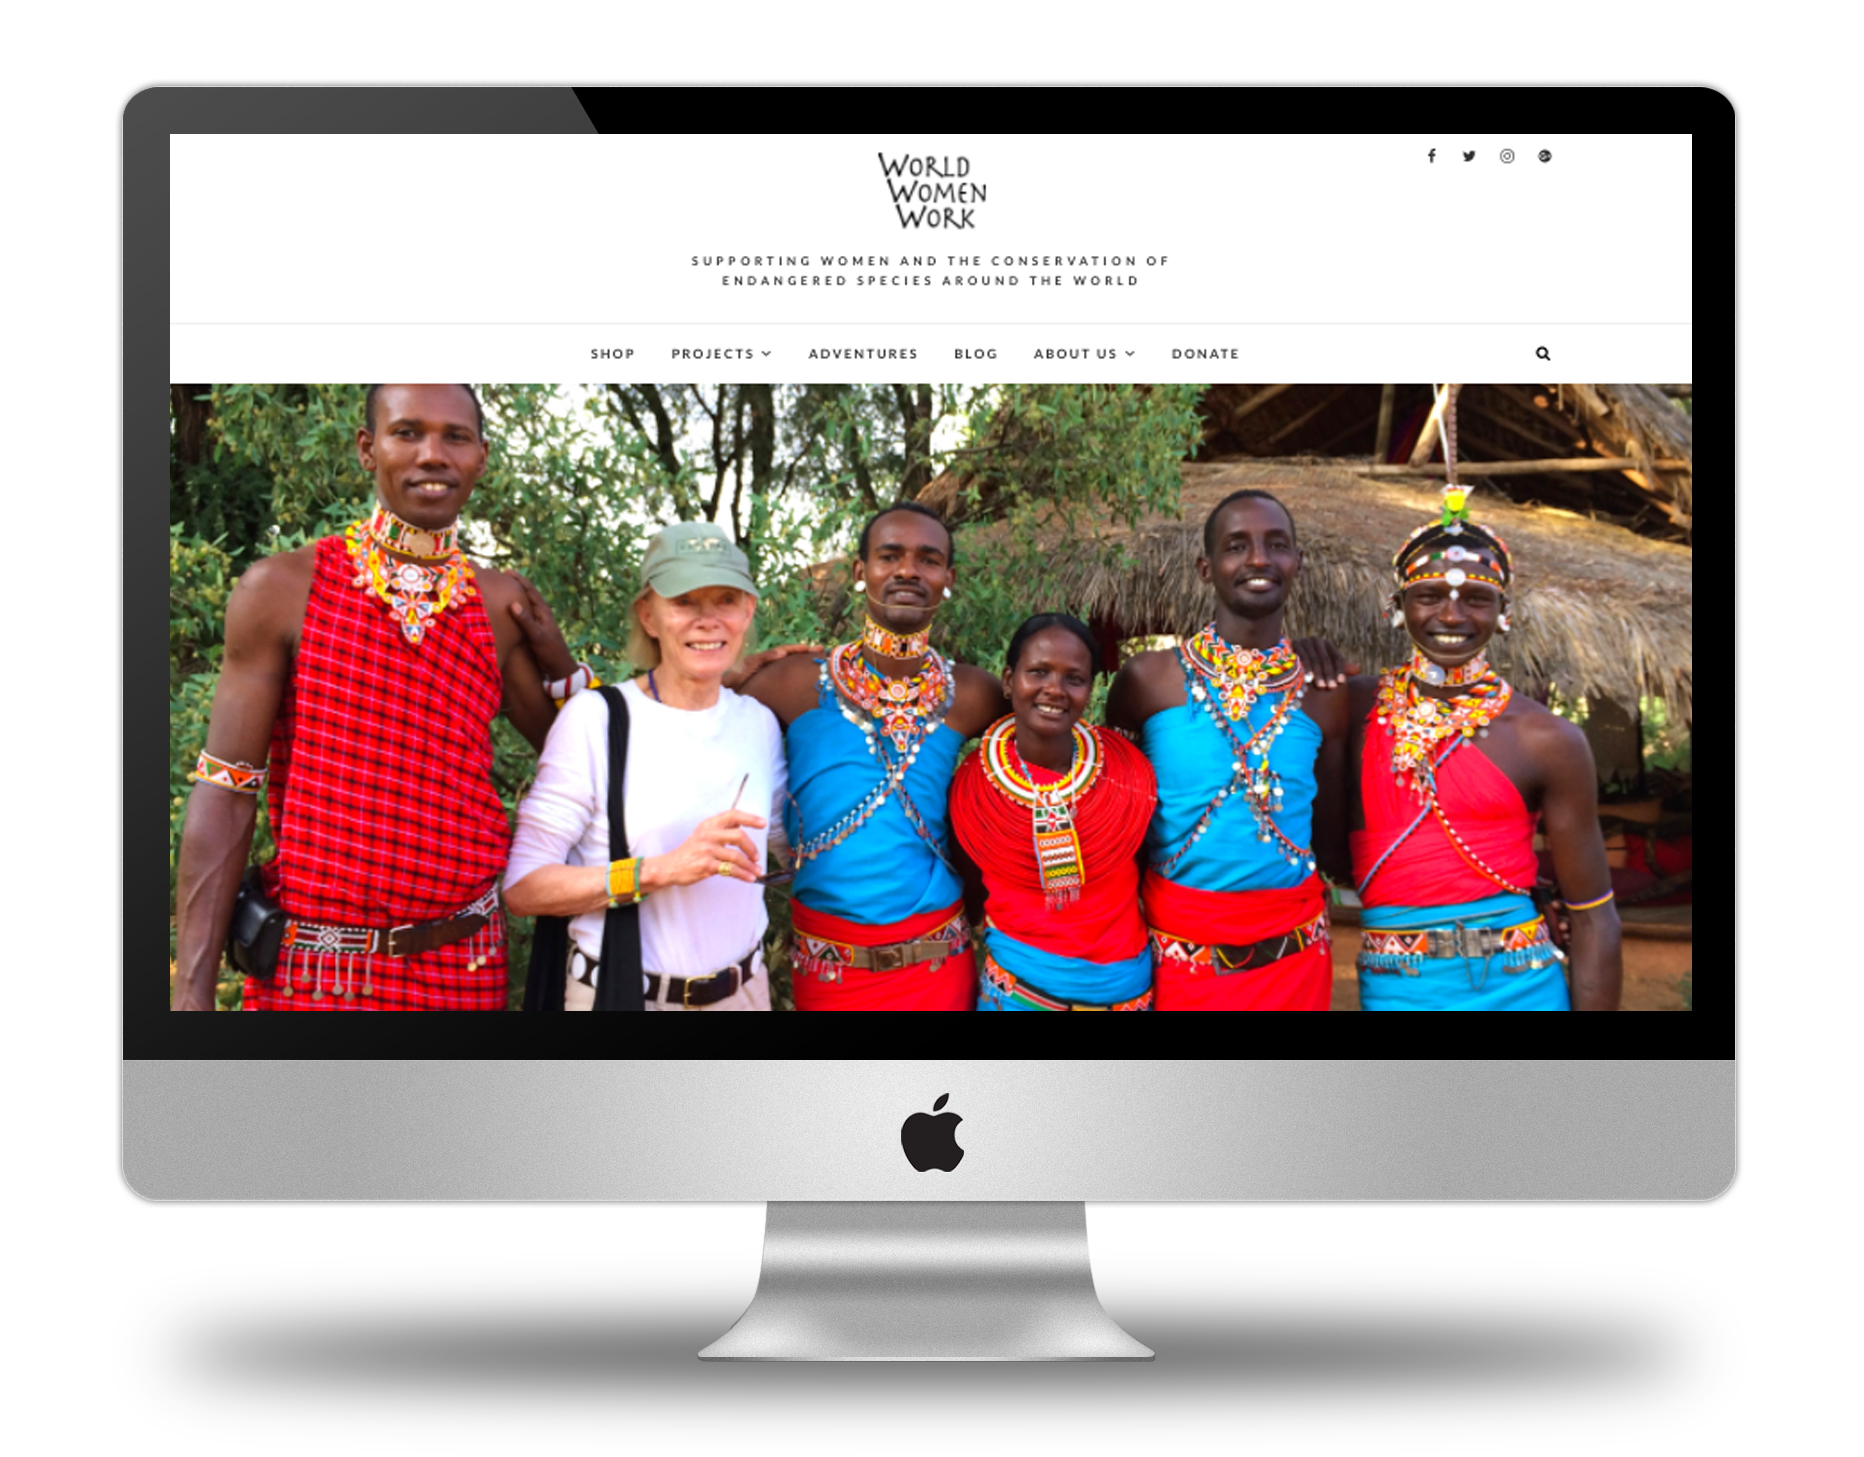 WORLD
WOMEN
WORK
SUPPORTING WOMEN AND THE CONSERVATION OF
ENDANGERED SPECIES AROUND THE WORLD
SHOP PROJECTS ADVENTURES BLOG ABOUT US DONATE